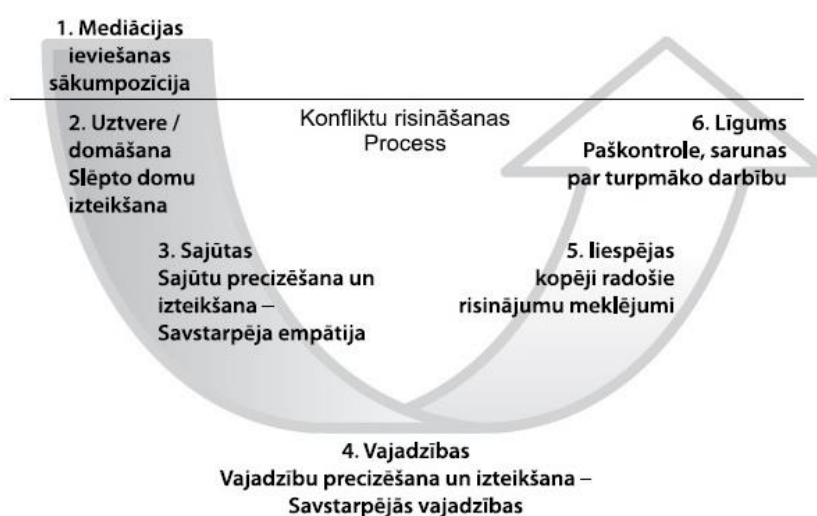 1. Mediācijas
ieviešanas
sākumpozīcija
Konfliktu risināšanas
Process
2. Uztvere /
domāšana
Slēpto domu
izteikšana
3. Sajūtas
Sajūtu precizēšana un
izteikšana –
Savstarpēja empātija
4. Vajadzības
Vajadzību precizēšana un izteikšana –
Savstarpējās vajadzības
5. Iiespējas
kopēji radošie
risinājumu meklējumi
6. Līgums
Paškontrole, sarunas
par turpmāko darbību